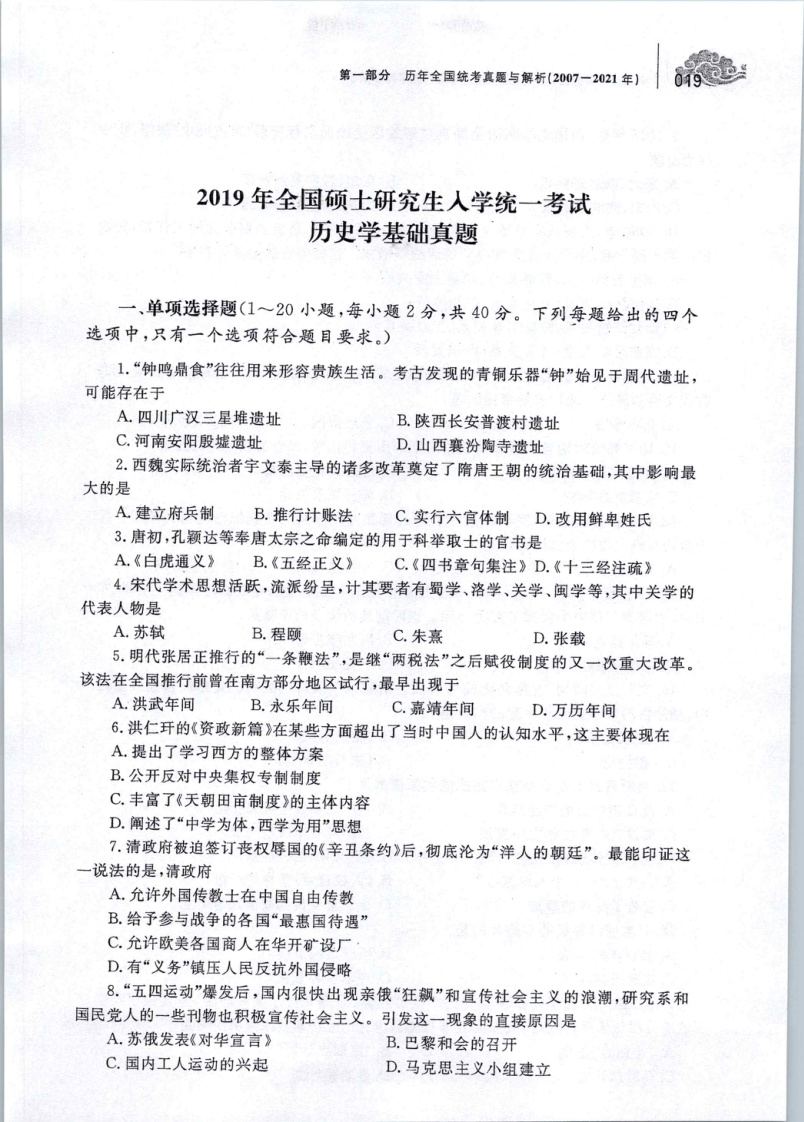 第一部分 历年全国统考真题与解析(2007—2021年)
019
2019年全国硕士研究生入学统一考试
历史学基础真题
一、单项选择题(1～20小题,每小题2分,共40分。下列每题给出的四个
选项中,只有一个选项符合题目要求。)
1.“钟鸣鼎食”往往用来形容贵族生活。考古发现的青铜乐器“钟”始见于周代遗址,
可能存在于
A.四川广汉三星堆遗址 B.陕西长安普渡村遗址
C.河南安阳殷墟遗址 D.山西襄汾陶寺遗址
2.西魏实际统治者宇文泰主导的诸多改革奠定了隋唐王朝的统治基础,其中影响最
大的是
A.建立府兵制 B.推行计账法 C.实行六官体制 D.改用鲜卑姓氏
3.唐初,孔颖达等奉唐太宗之命编定的用于科举取士的官书是
A.《白虎通义》 B.《五经正义》 C.《四书章句集注》 D.《十三经注疏》
4.宋代学术思想活跃,流派纷呈,计其要者有蜀学、洛学、关学、闽学等,其中关学的
代表人物是
A.苏轼 B.程颐 C.朱熹 D.张载
5.明代张居正推行的“一条鞭法”,是继“两税法”之后赋役制度的又一次重大改革。
该法在全国推行前曾在南方部分地区试行,最早出现于
A.洪武年间 B.永乐年间 C.嘉靖年间 D.万历年间
6.洪仁玕的《资政新篇》在某些方面超出了当时中国人的认知水平,这主要体现在
A.提出了学习西方的整体方案
B.公开反对中央集权专制制度
C.丰富了《天朝田亩制度》的主体内容
D.阐述了“中学为体,西学为用”思想
7.清政府被迫签订丧权辱国的《辛丑条约》后,彻底沦为“洋人的朝廷”。最能印证这
一说法的是,清政府
A.允许外国传教士在中国自由传教
B.给予参与战争的各国“最惠国待遇”
C.允许欧美各国商人在华开矿设厂
D.有“义务”镇压人民反抗外国侵略
8.“五四运动”爆发后,国内很快出现亲俄“狂飙”和宣传社会主义的浪潮,研究系和
国民党人的一些刊物也积极宣传社会主义。引发这一现象的直接原因是
A.苏俄发表《对华宣言》 B.巴黎和会的召开
C.国内工人运动的兴起 D.马克思主义小组建立